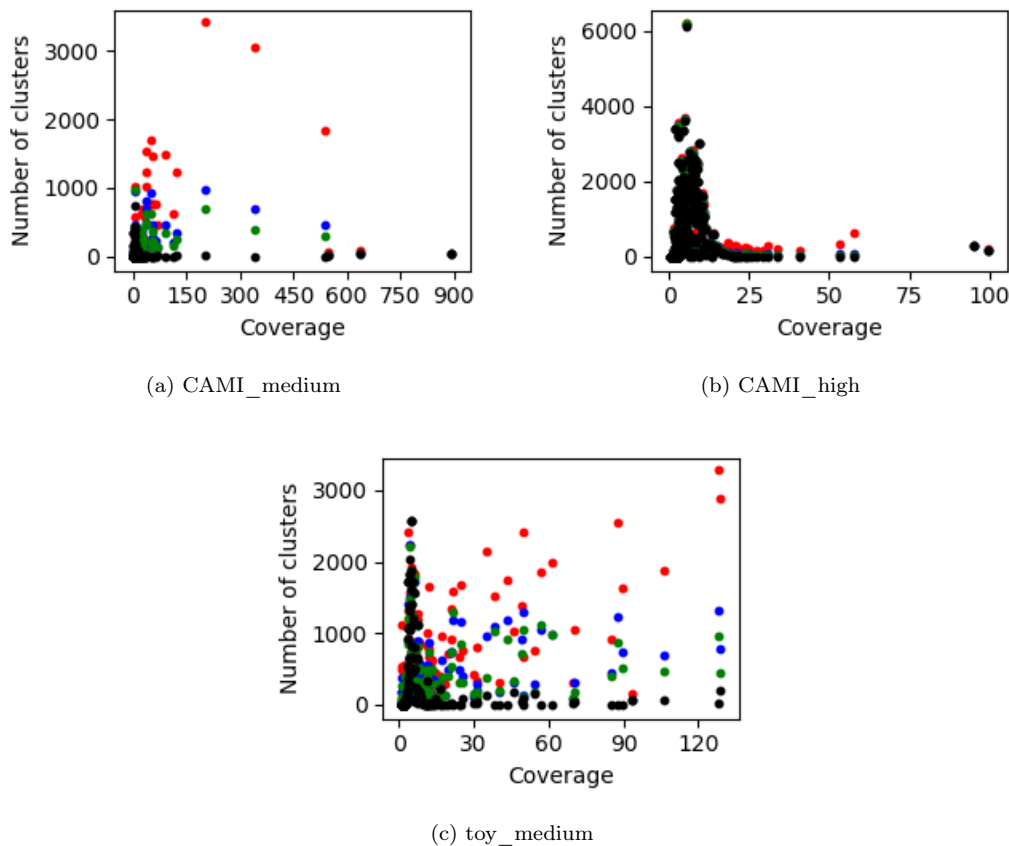 Number of clusters
3000
2000
1000
0
0 150 300 450 600 750 900
Coverage
(a) CAMI_medium
Number of clusters
6000
4000
2000
0
0 25 50 75 100
Coverage
(b) CAMI_high
Number of clusters
3000
2000
1000
0
0 30 60 90 120
Coverage
(c) toy_medium